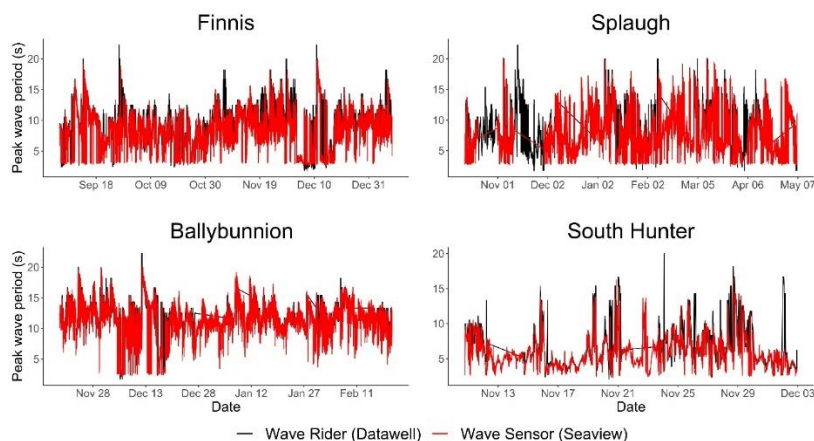 Finnis
Splaugh
Peak wave period (s)
20
15
10
5
Sep 18
Oct 09
Oct 30
Nov 19
Dec 10
Dec 31
20
15
10
5
Nov 01
Dec 02
Jan 02
Feb 02
Mar 05
Apr 06
May 07
Ballybunnion
South Hunter
Peak wave period (s)
20
15
10
5
Nov 28
Dec 13
Dec 28
Jan 12
Jan 27
Feb 11
Date
20
15
10
5
Nov 13
Nov 17
Nov 21
Nov 25
Nov 29
Dec 03
Date
Wave Rider (Datawell)
Wave Sensor (Seaview)